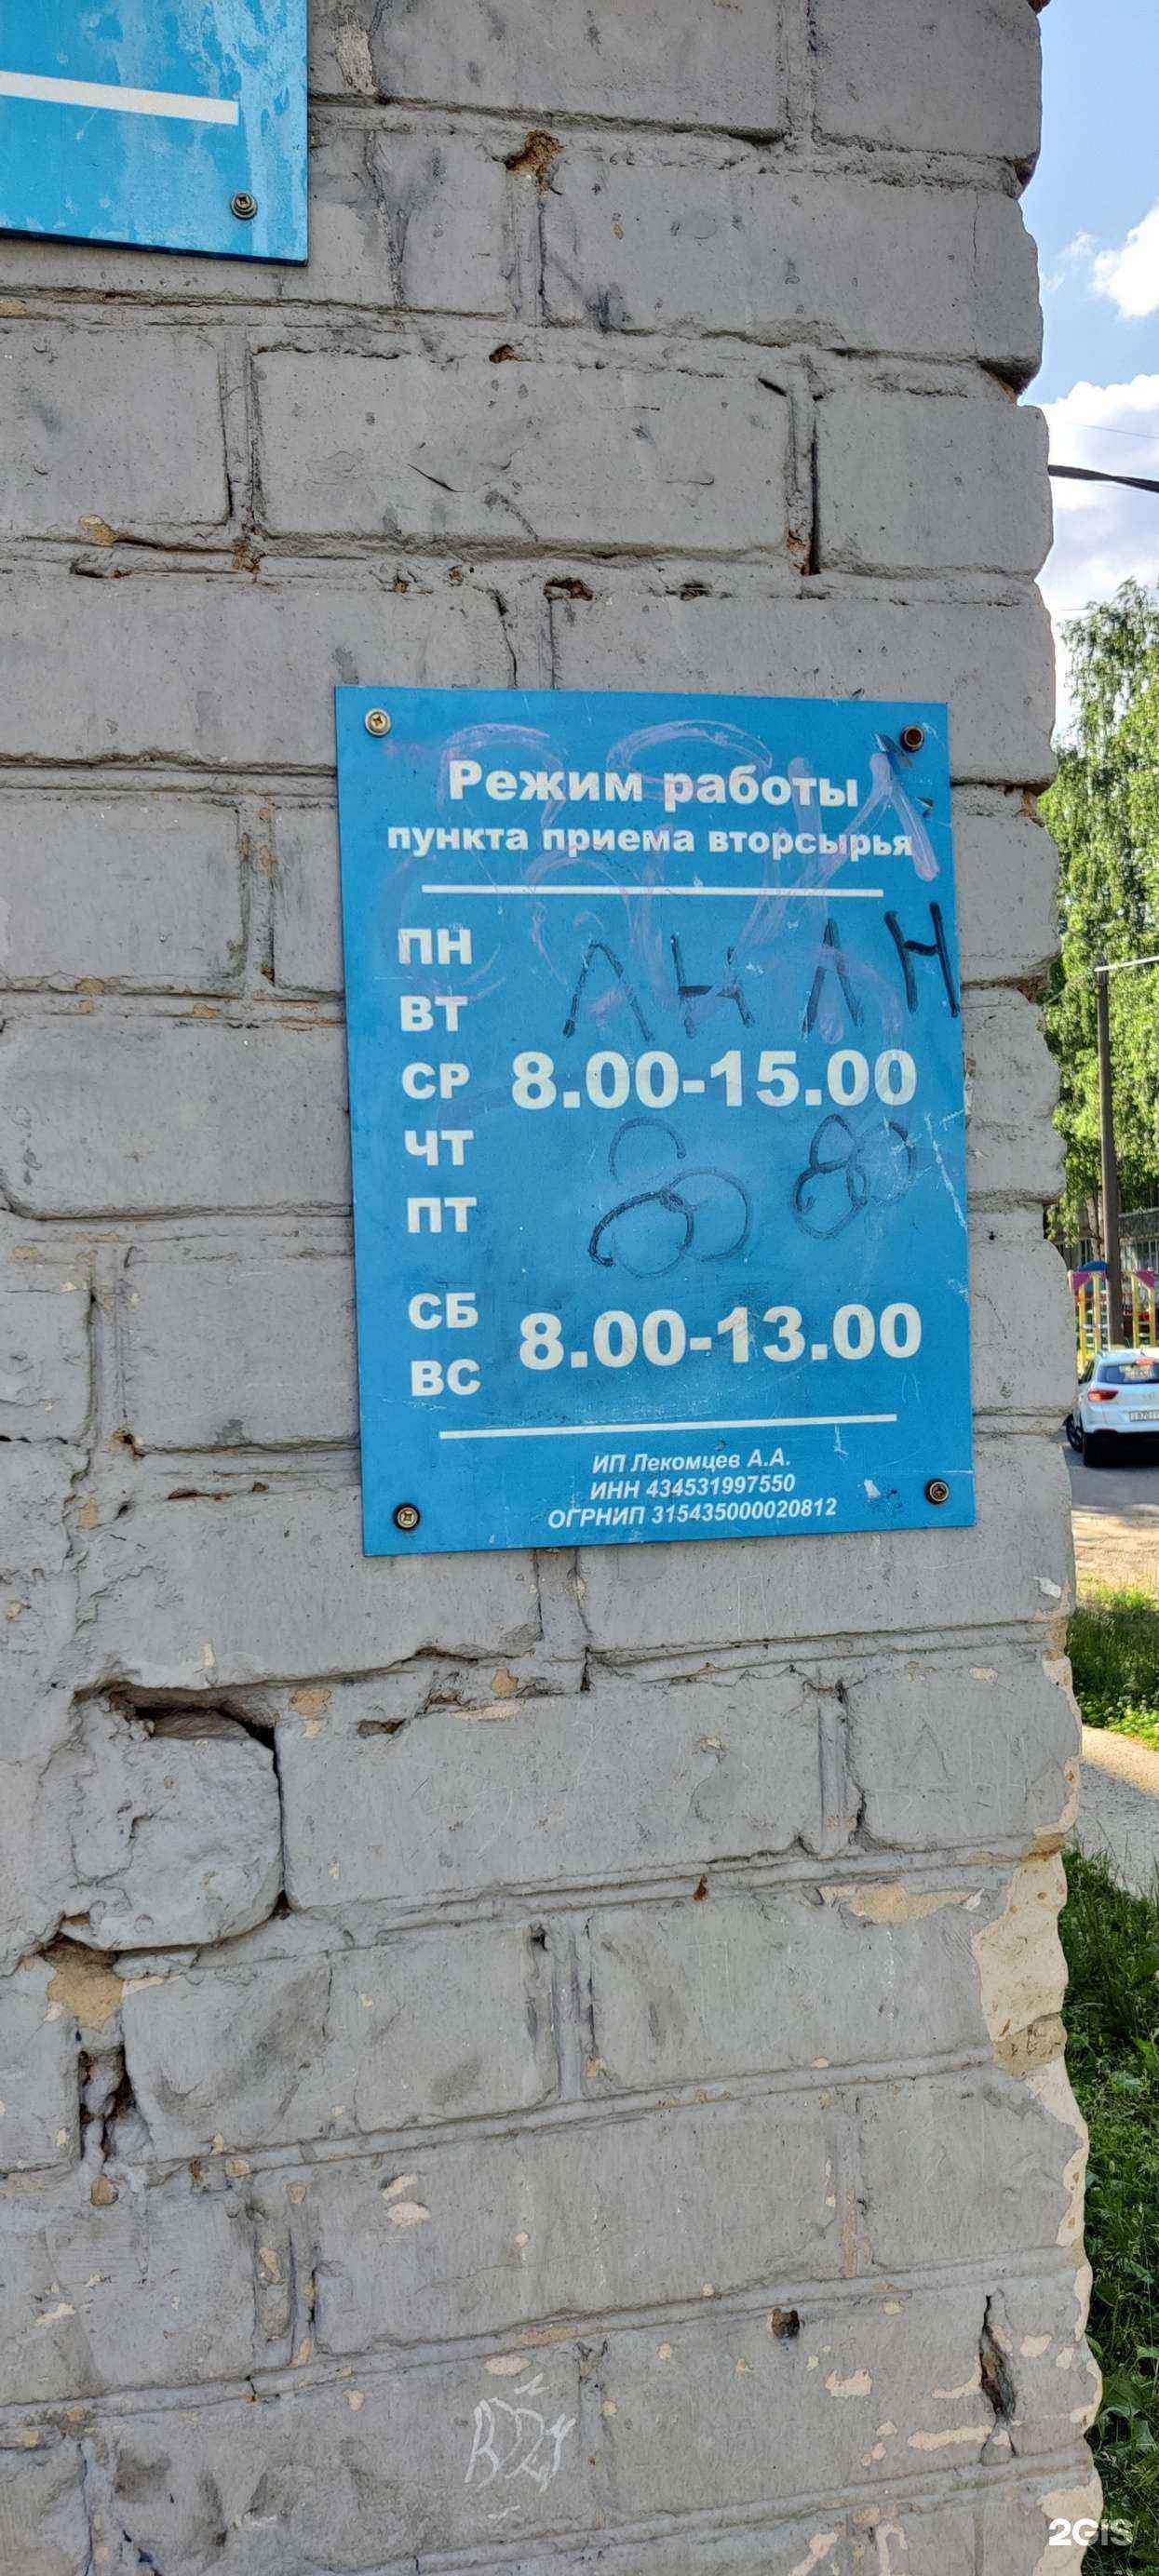 Режим работы
пункта приема вторсырья
ПН
ВТ
СР 8.00-15.00
ЧТ
ПТ
СБ
8.00-13.00
ВС
ИП Лекомцев А.А.
ИНН 434531997550
ОГРНИП 315435000020812
2GIS